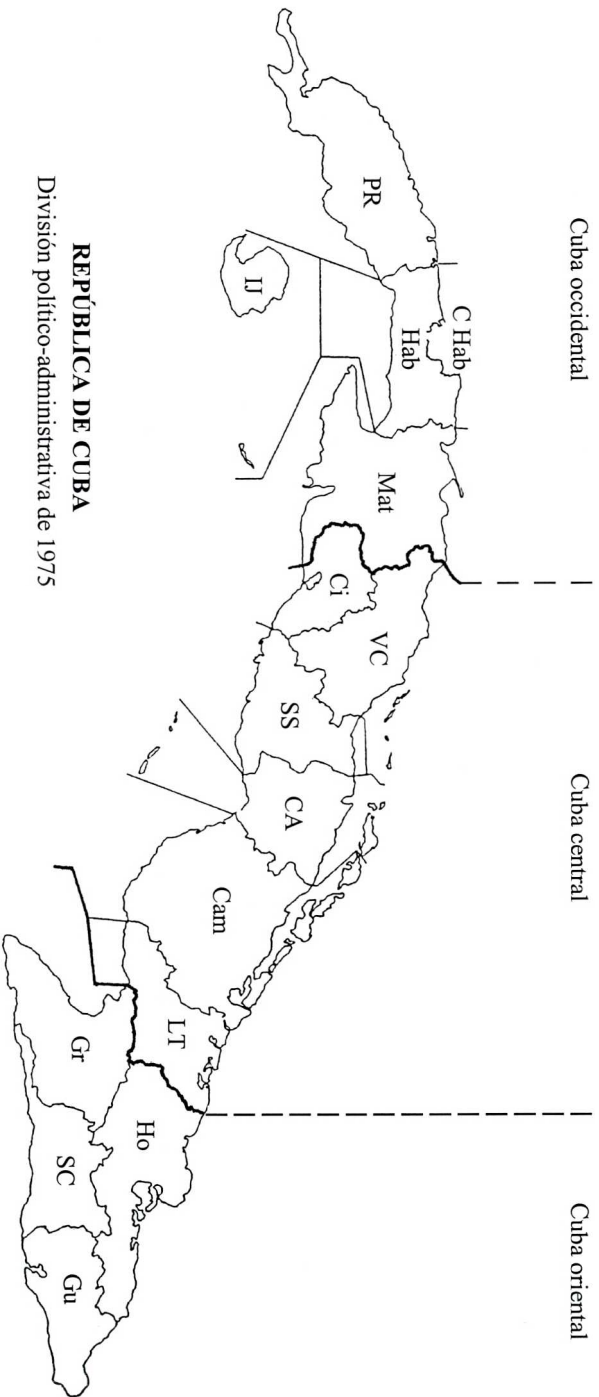 Cuba occidental
Cuba central
Cuba oriental
C Hab
PR
Hab
Mat
IJ
Ci
VC
SS
CA
Cam
LT
Gr
Ho
SC
Gu
REPÚBLICA DE CUBA
División político-administrativa de 1975